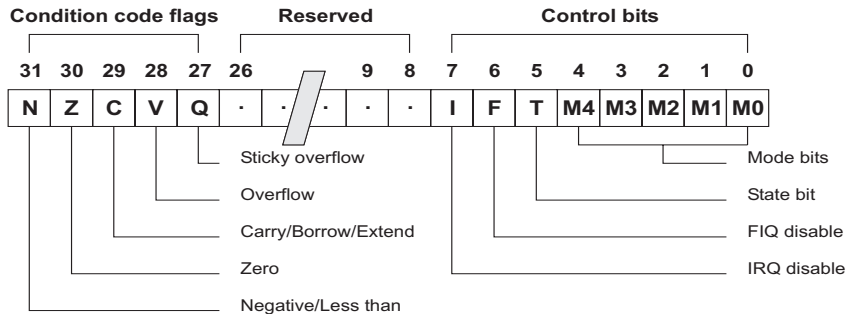 Condition code flags Reserved Control bits
31 30 29 28 27 26 9 8 7 6 5 4 3 2 1 0
N Z C V Q · · · · · I F T M4 M3 M2 M1 M0
Sticky overflow Mode bits
Overflow State bit
Carry/Borrow/Extend FIQ disable
Zero IRQ disable
Negative/Less than